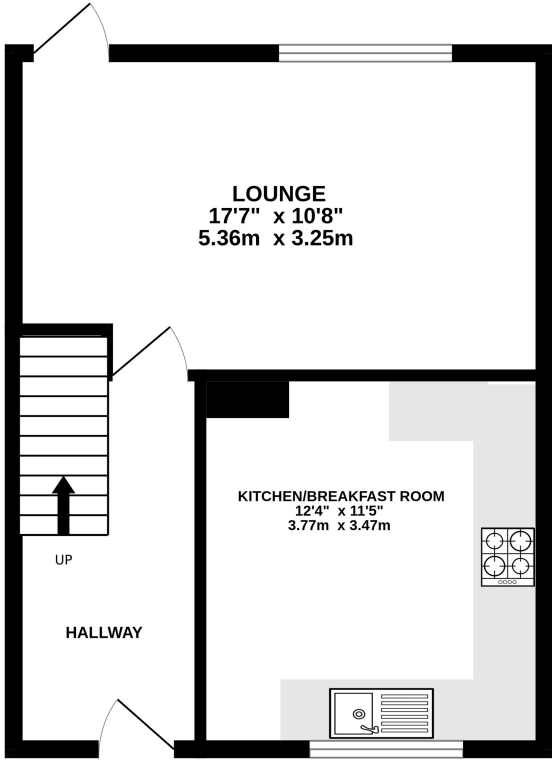 LOUNGE
17'7" x 10'8"
5.36m x 3.25m
KITCHEN/BREAKFAST ROOM
12'4" x 11'5"
3.77m x 3.47m
UP
HALLWAY